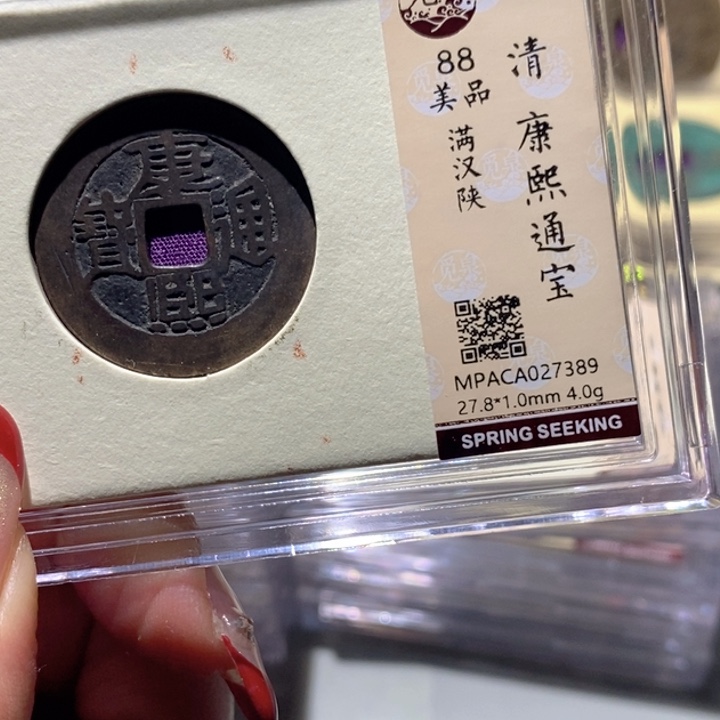 清 康熙通宝
88
美品
满汉陕
MPACA027389
27.8*1.0mm 4.0g
SPRING SEEKING
康熙通寶